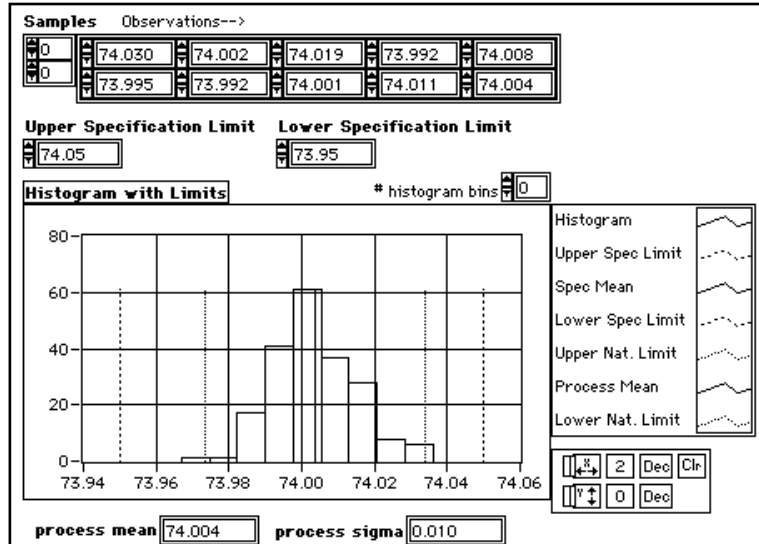 Samples Observations-->
0 74.030 74.002 74.019 73.992 74.008
0 73.995 73.992 74.001 74.011 74.004
Upper Specification Limit Lower Specification Limit
74.05 73.95
Histogram with Limits # histogram bins 0
80
60
40
20
0
73.94 73.96 73.98 74.00 74.02 74.04 74.06
Histogram
Upper Spec Limit
Spec Mean
Lower Spec Limit
Upper Nat. Limit
Process Mean
Lower Nat. Limit
X 2 Dec Clr
Y 0 Dec
process mean 74.004 process sigma 0.010